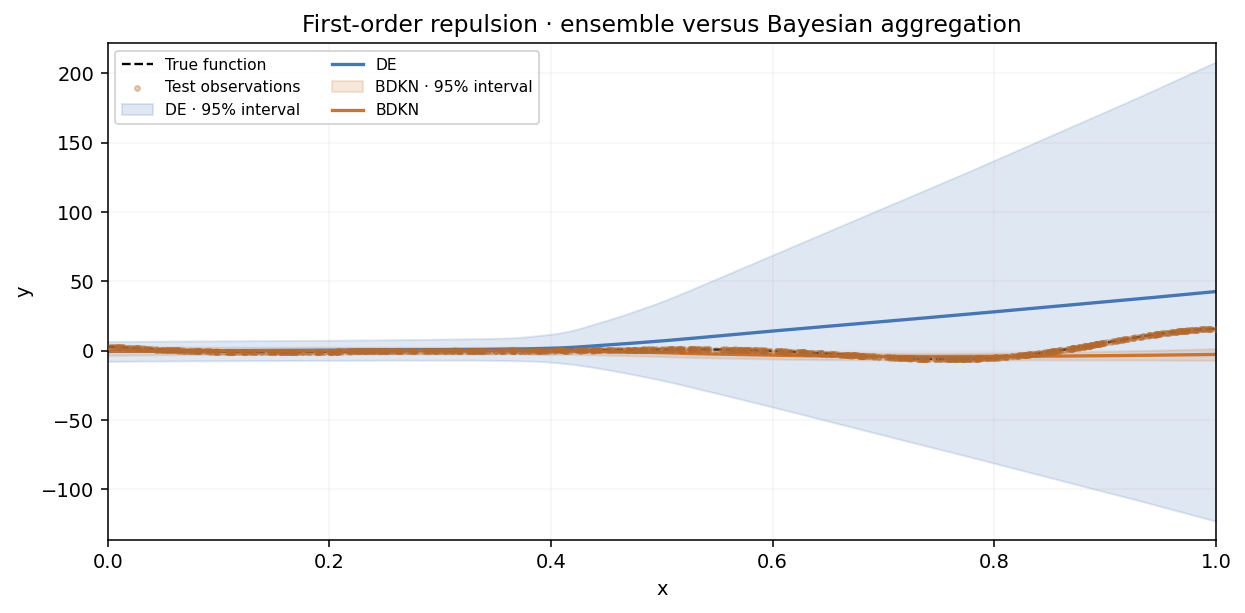 First-order repulsion · ensemble versus Bayesian aggregation
True function
Test observations
DE · 95% interval
DE
BDKN · 95% interval
BDKN
200
150
100
50
0
−50
−100
y
0.0 0.2 0.4 0.6 0.8 1.0
x